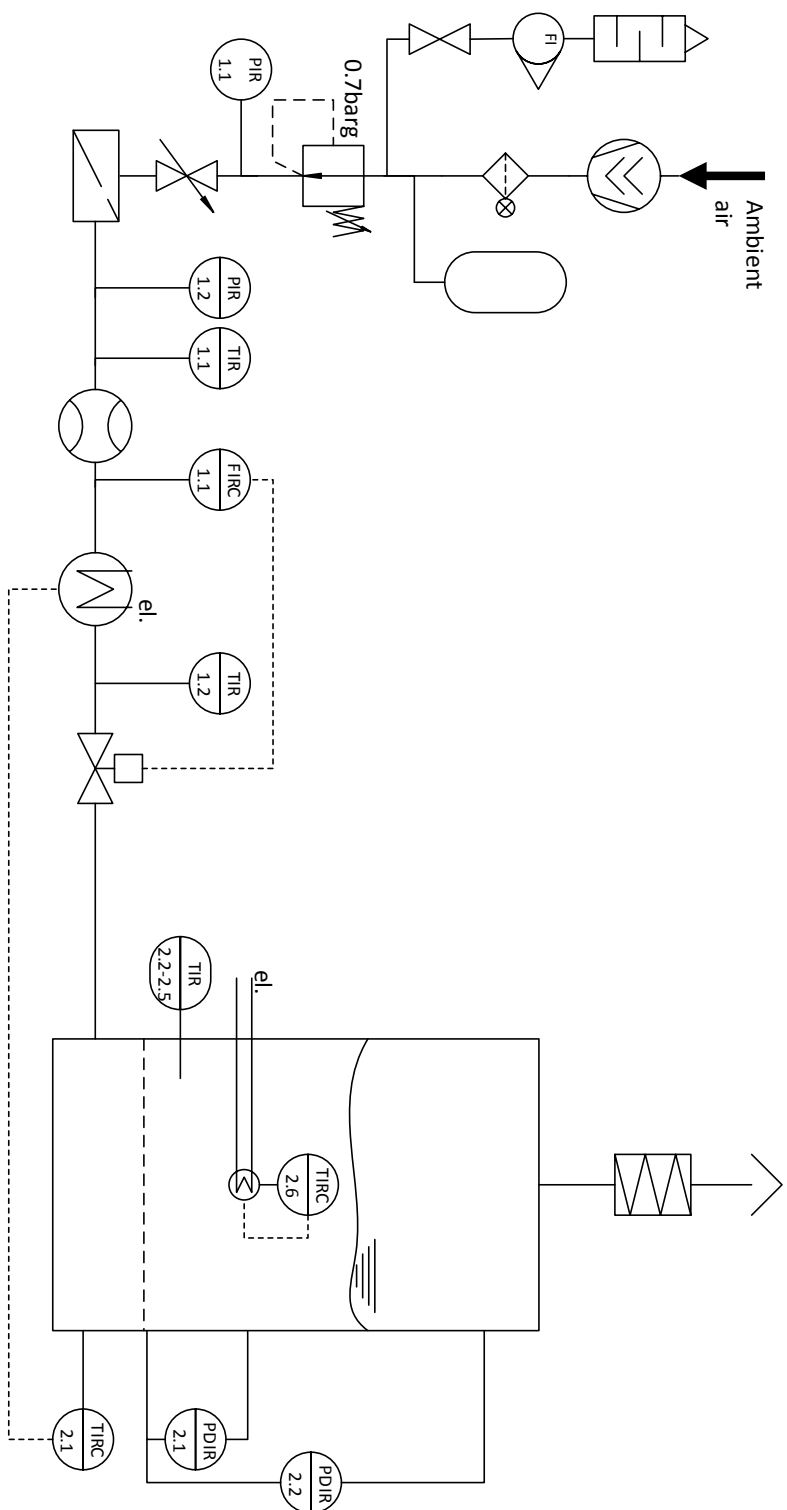 Ambient
air
FI
0.7barg
PIR
1.1
PIR
1.2
TIR
1.1
FIRC
1.1
el.
TIR
1.2
TIR
2.2-2.5
el.
TIRC
2.6
TIRC
2.1
PDIR
2.1
PDIR
2.2